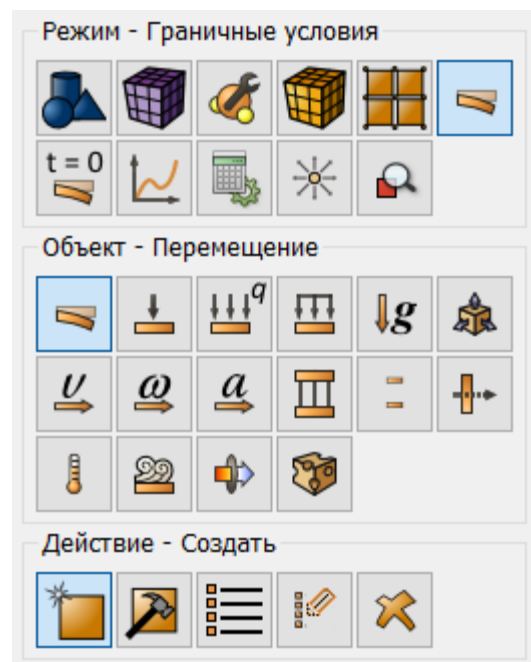 Режим - Граничные условия
t = 0
Объект - Перемещение
q
g
υ
ω
a
Действие - Создать